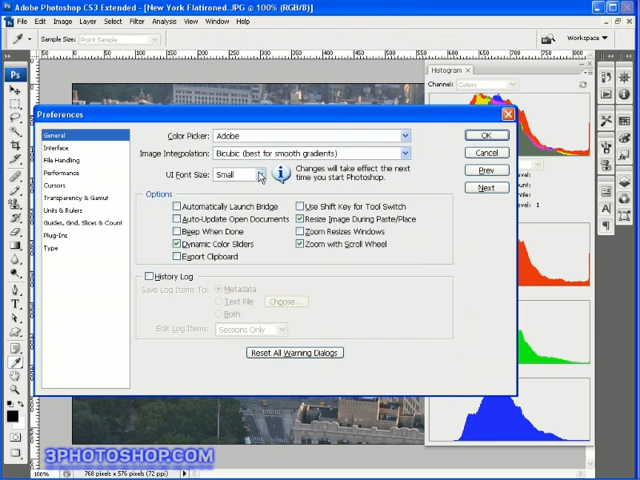 Adobe Photoshop CS3 Extended - [New York Flatironed.JPG @ 100% (RGB/8)]
File Edit Image Layer Select Filter Analysis View Window Help
Sample Size: Point Sample Workspace
Ps
Histogram
Channel: Colors
Preferences
General
Interface
File Handling
Performance
Cursors
Transparency & Gamut
Units & Rulers
Guides, Grid, Slices & Count
Plug-Ins
Type
Color Picker: Adobe
Image Interpolation: Bicubic (best for smooth gradients)
UI Font Size: Small
Changes will take effect the next
time you start Photoshop.
OK
Cancel
Prev
Next
Options
Automatically Launch Bridge
Auto-Update Open Documents
Beep When Done
Dynamic Color Sliders
Export Clipboard
Use Shift Key for Tool Switch
Resize Image During Paste/Place
Zoom Resizes Windows
Zoom with Scroll Wheel
History Log
Save Log Items To: Metadata
Text File Choose...
Both
Edit Log Items: Sessions Only
Reset All Warning Dialogs
3PHOTOSHOP.COM
100% 768 pixels x 576 pixels (72 ppi)